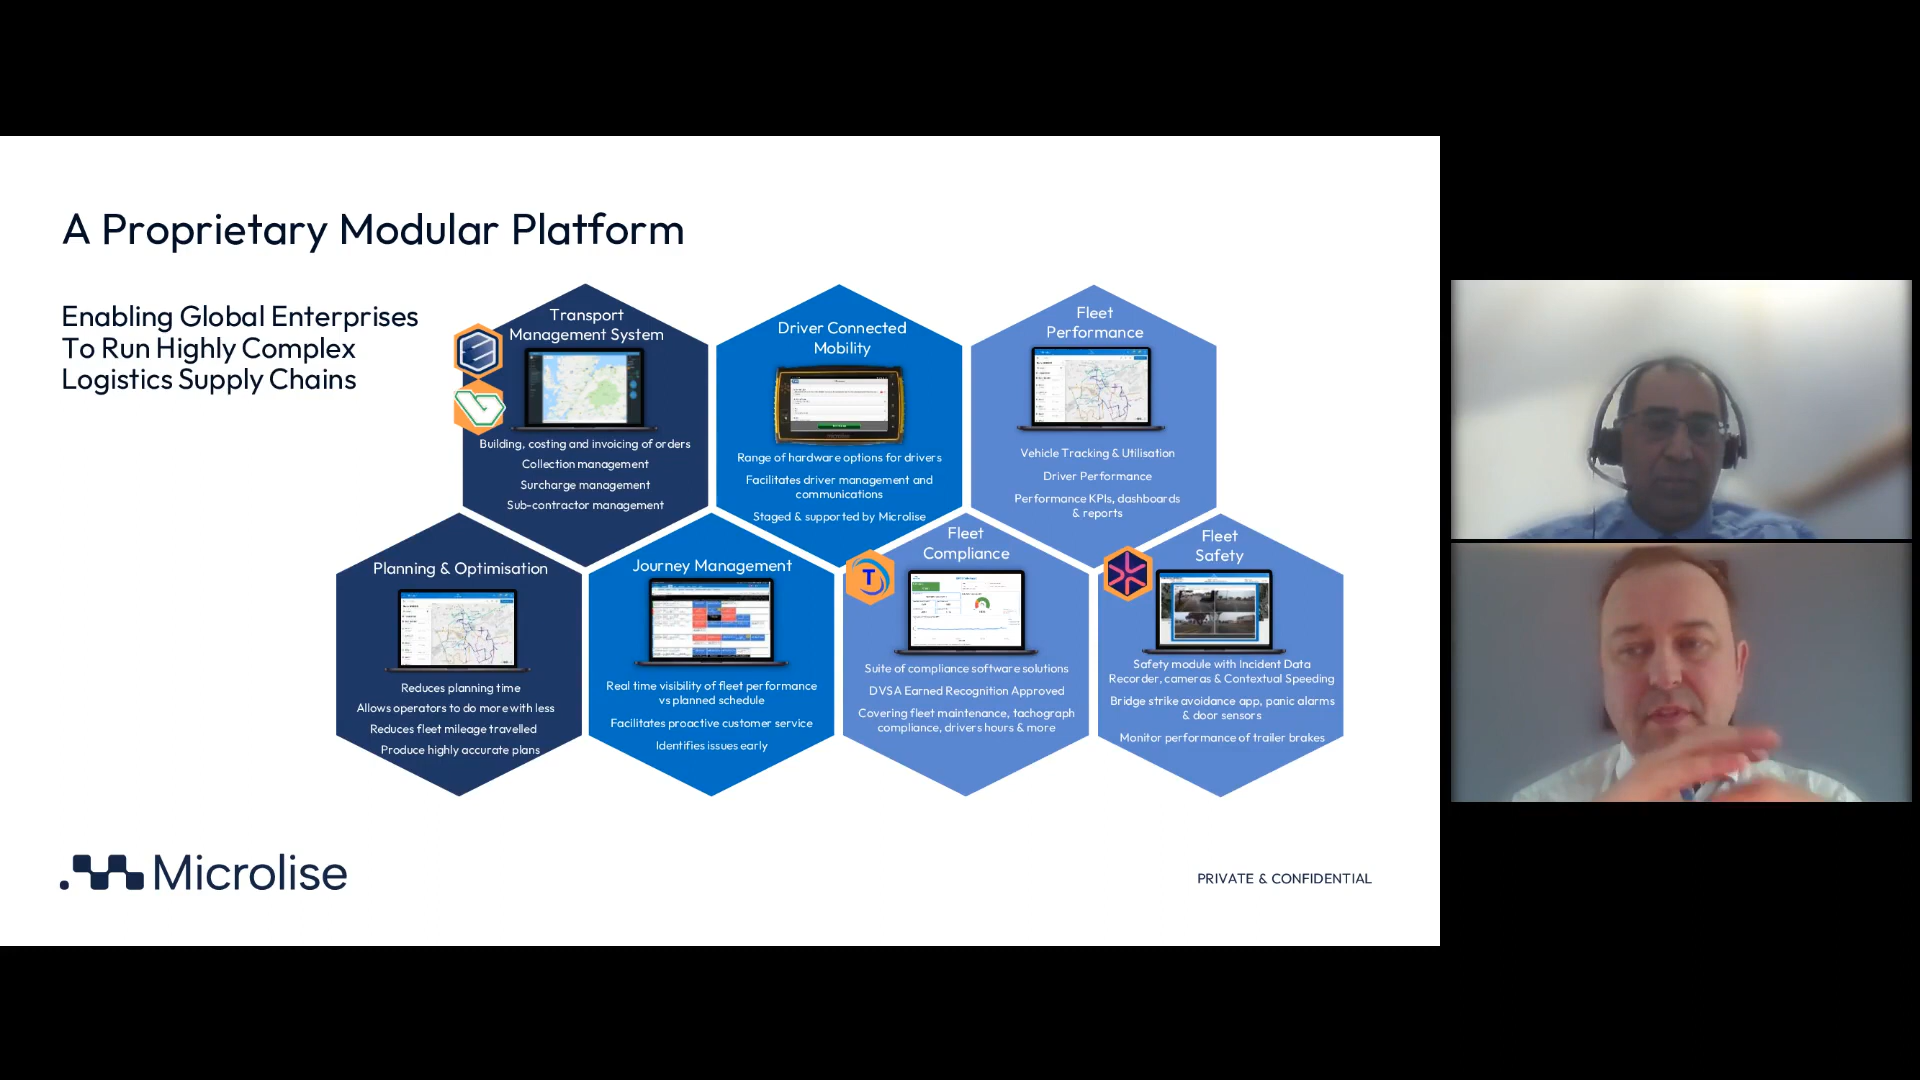 A Proprietary Modular Platform
Enabling Global Enterprises
To Run Highly Complex
Logistics Supply Chains
Transport
Management System
Building, costing and invoicing of orders
Collection management
Surcharge management
Sub-contractor management
Driver Connected
Mobility
Range of hardware options for drivers
Facilitates driver management and
communications
Staged & supported by Microlise
Fleet
Performance
Vehicle Tracking & Utilisation
Driver Performance
Performance KPIs, dashboards
& reports
Planning & Optimisation
Reduces planning time
Allows operators to do more with less
Reduces fleet mileage travelled
Produce highly accurate plans
Journey Management
Real time visibility of fleet performance
vs planned schedule
Facilitates proactive customer service
Identifies issues early
Fleet
Compliance
T
Suite of compliance software solutions
DVSA Earned Recognition Approved
Covering fleet maintenance, tachograph
compliance, drivers hours & more
Fleet
Safety
Safety module with Incident Data
Recorder, cameras & Contextual Speeding
Bridge strike avoidance app, panic alarms
& door sensors
Monitor performance of trailer brakes
Microlise
PRIVATE & CONFIDENTIAL